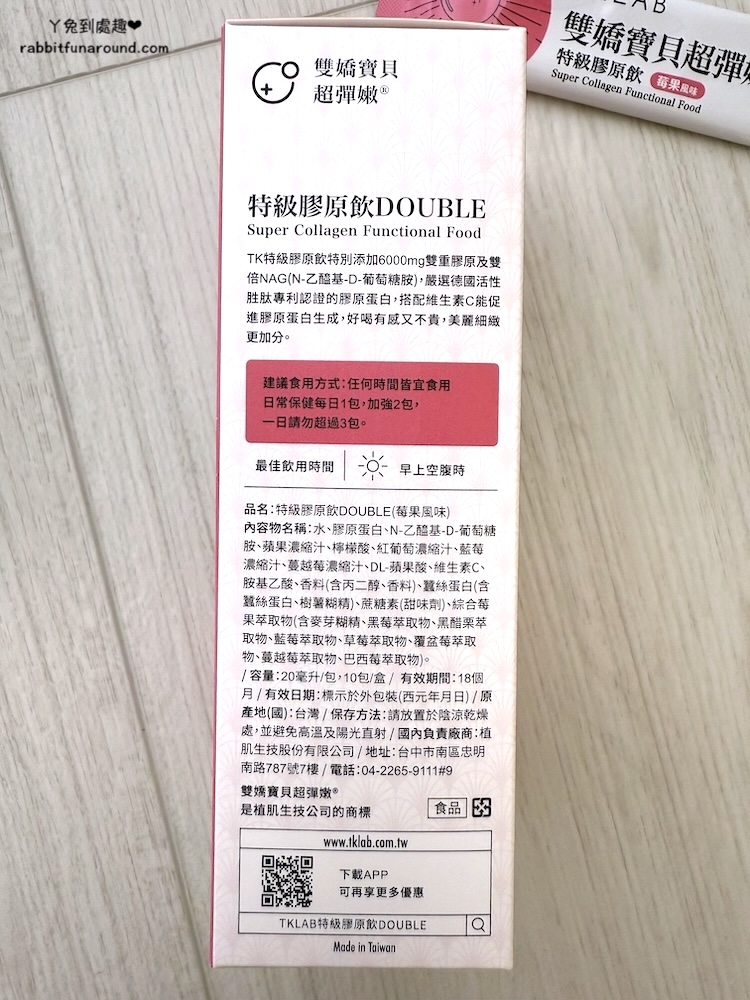 ㄚ兔到處趣❤
rabbitfunaround.com
雙嬌寶貝超彈
特級膠原飲 莓果風味
Super Collagen Functional Food
雙嬌寶貝
超彈嫩®
特級膠原飲DOUBLE
Super Collagen Functional Food
TK特級膠原飲特別添加6000mg雙重膠原及雙
倍NAG(N-乙醯基-D-葡萄糖胺),嚴選德國活性
胜肽專利認證的膠原蛋白,搭配維生素C能促
進膠原蛋白生成,好喝有感又不貴,美麗細緻
更加分。
建議食用方式:任何時間皆宜食用
日常保健每日1包,加強2包,
一日請勿超過3包。
最佳飲用時間 早上空腹時
品名:特級膠原飲DOUBLE(莓果風味)
內容物名稱:水、膠原蛋白、N-乙醯基-D-葡萄糖
胺、蘋果濃縮汁、檸檬酸、紅葡萄濃縮汁、藍莓
濃縮汁、蔓越莓濃縮汁、DL-蘋果酸、維生素C、
胺基乙酸、香料(含丙二醇、香料)、蠶絲蛋白(含
蠶絲蛋白、樹薯糊精)、蔗糖素(甜味劑)、綜合莓
果萃取物(含麥芽糊精、黑莓萃取物、黑醋栗萃
取物、藍莓萃取物、草莓萃取物、覆盆莓萃取
物、蔓越莓萃取物、巴西莓萃取物)。
/ 容量:20毫升/包,10包/盒 / 有效期間:18個
月 / 有效日期:標示於外包裝(西元年月日) / 原
產地(國):台灣 / 保存方法:請放置於陰涼乾燥
處,並避免高溫及陽光直射 / 國內負責廠商:植
肌生技股份有限公司 / 地址:台中市南區忠明
南路787號7樓 / 電話:04-2265-9111#9
雙嬌寶貝超彈嫩®
是植肌生技公司的商標
食品
www.tklab.com.tw
下載APP
可再享更多優惠
TKLAB特級膠原飲DOUBLE
Made in Taiwan